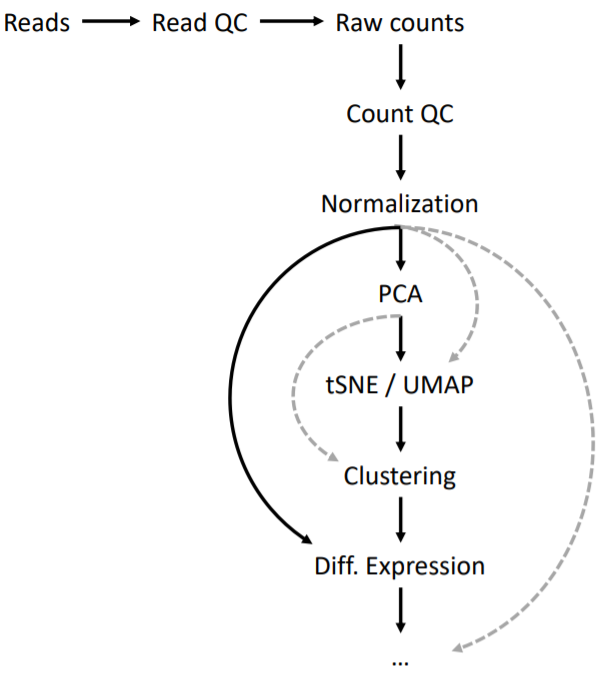 Reads Read QC Raw counts
Count QC
Normalization
PCA
tSNE / UMAP
Clustering
Diff. Expression
...